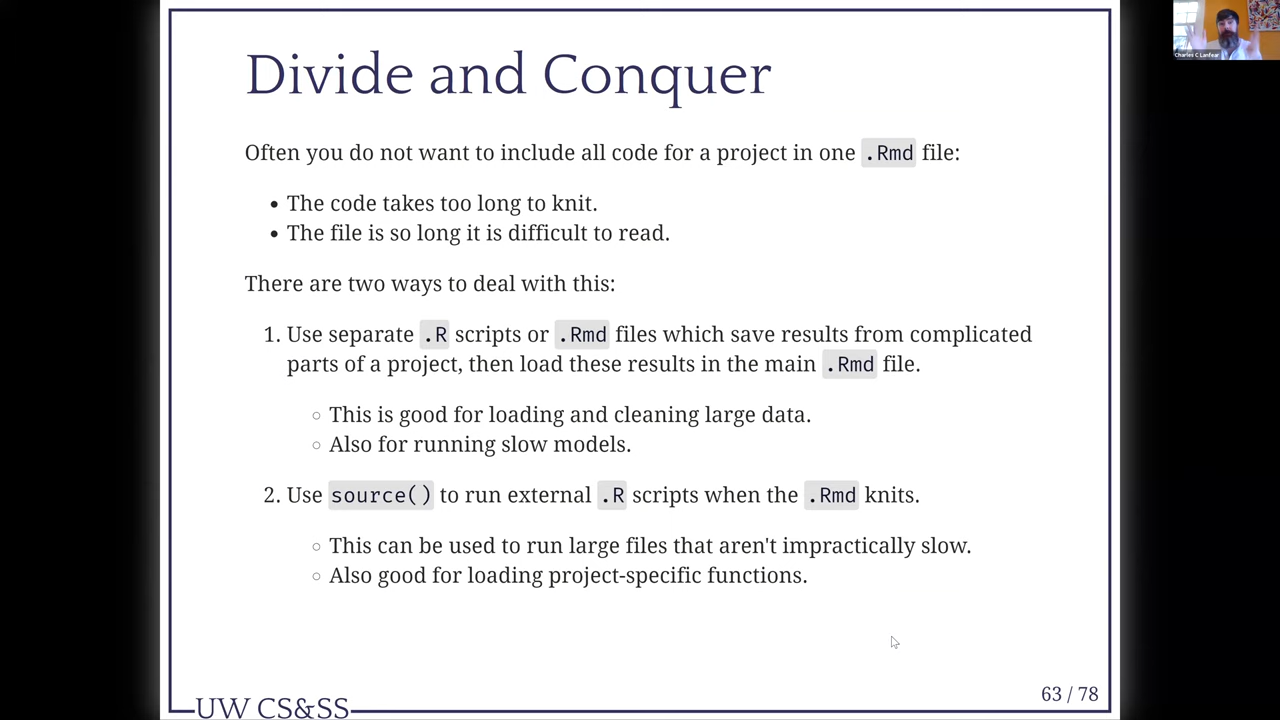 Divide and Conquer
Often you do not want to include all code for a project in one .Rmd file:
• The code takes too long to knit.
• The file is so long it is difficult to read.
There are two ways to deal with this:
1. Use separate .R scripts or .Rmd files which save results from complicated
parts of a project, then load these results in the main .Rmd file.
○ This is good for loading and cleaning large data.
○ Also for running slow models.
2. Use source() to run external .R scripts when the .Rmd knits.
○ This can be used to run large files that aren't impractically slow.
○ Also good for loading project-specific functions.
63 / 78
UW CS&SS
Charles C Lanfear